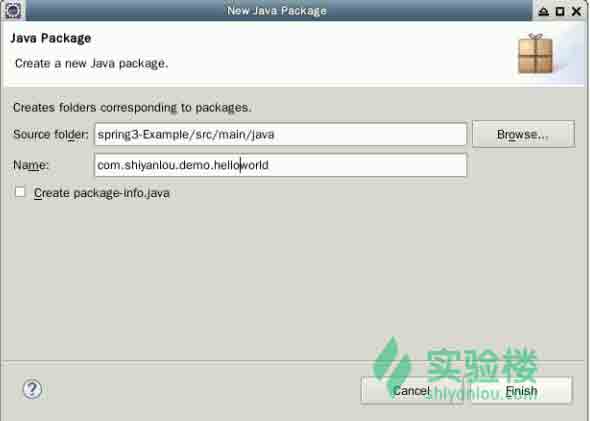 New Java Package
Java Package
Create a new Java package.
Creates folders corresponding to packages.
Source folder: spring3-Example/src/main/java Browse...
Name: com.shiyanlou.demo.helloworld
Create package-info.java
实验楼
shiyanlou.com
? Cancel Finish